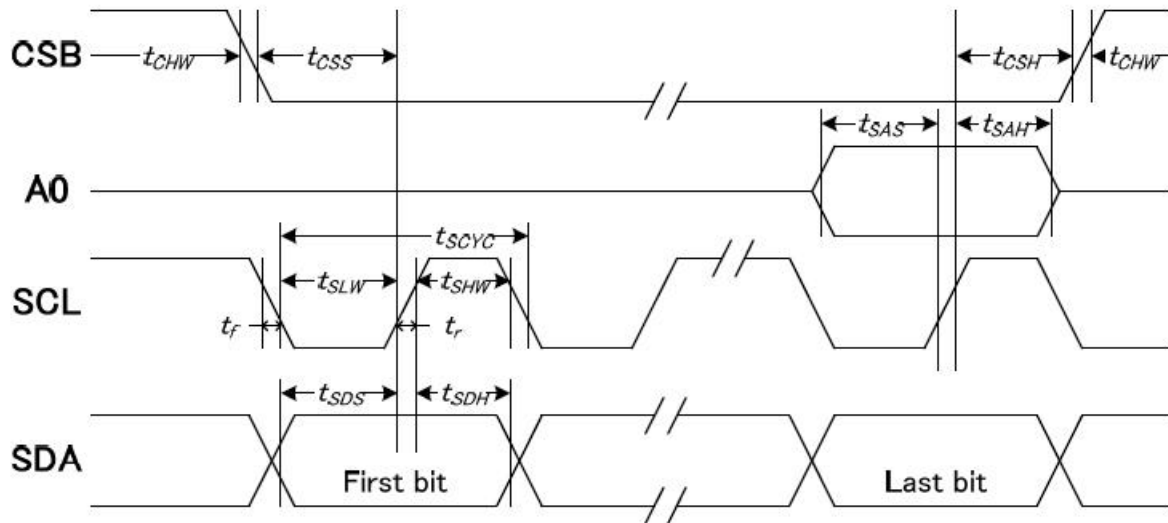 CSB
tCHW
tCSS
tCSH
tCHW
tSAS
tSAH
A0
tSCYC
SCL
tSLW
tSHW
tf
tr
tSDS
tSDH
SDA
First bit
Last bit